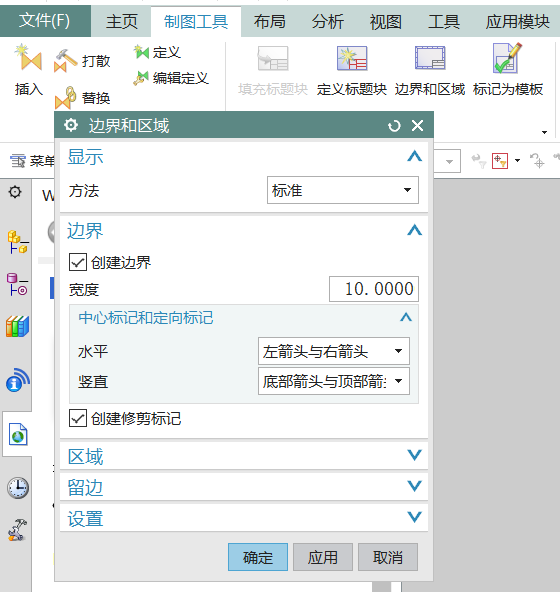 文件(F) 主页 制图工具 布局 分析 视图 工具 应用模块
插入 打散 替换 定义 编辑定义 填充标题块 定义标题块 边界和区域 标记为模板
菜单
边界和区域
显示
方法 标准
边界
创建边界
宽度 10.0000
中心标记和定向标记
水平 左箭头与右箭头
竖直 底部箭头与顶部箭
创建修剪标记
区域
留边
设置
确定 应用 取消